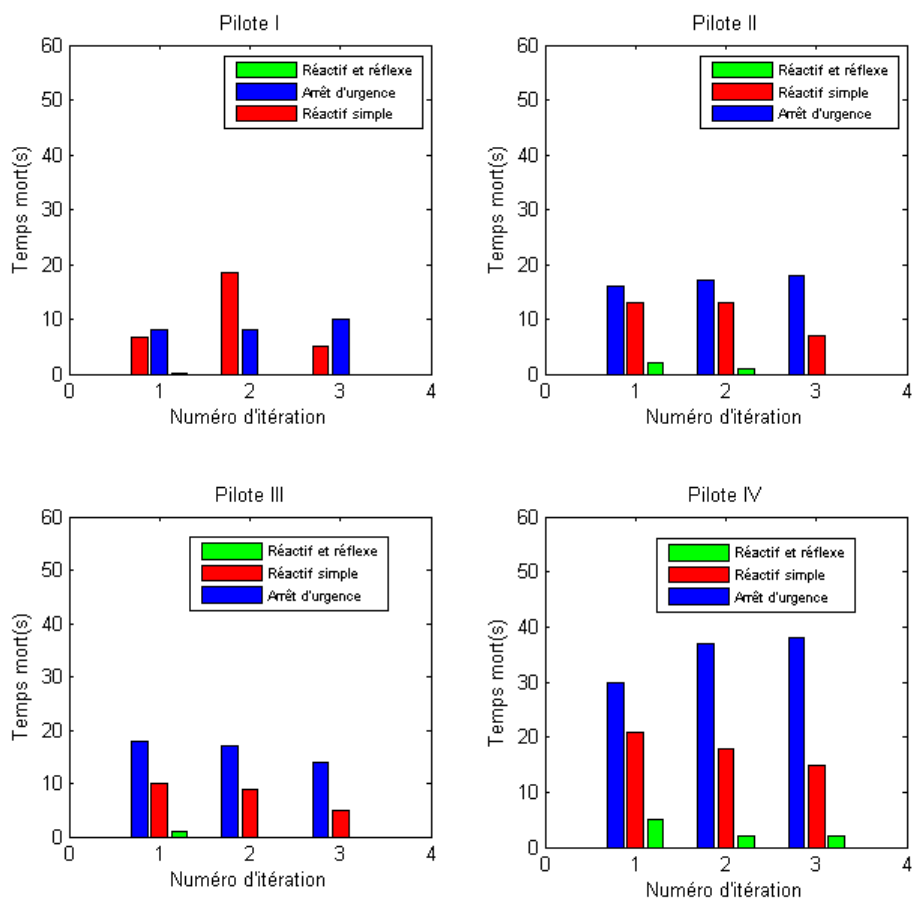 Pilote I
60
50
40
30
20
10
0
Temps mort(s)
Réactif et réflexe
Arrêt d'urgence
Réactif simple
0 1 2 3 4
Numéro d'itération
Pilote II
60
50
40
30
20
10
0
Temps mort(s)
Réactif et réflexe
Réactif simple
Arrêt d'urgence
0 1 2 3 4
Numéro d'itération
Pilote III
60
50
40
30
20
10
0
Temps mort(s)
Réactif et réflexe
Réactif simple
Arrêt d'urgence
0 1 2 3 4
Numéro d'itération
Pilote IV
60
50
40
30
20
10
0
Temps mort(s)
Réactif et réflexe
Réactif simple
Arrêt d'urgence
0 1 2 3 4
Numéro d'itération